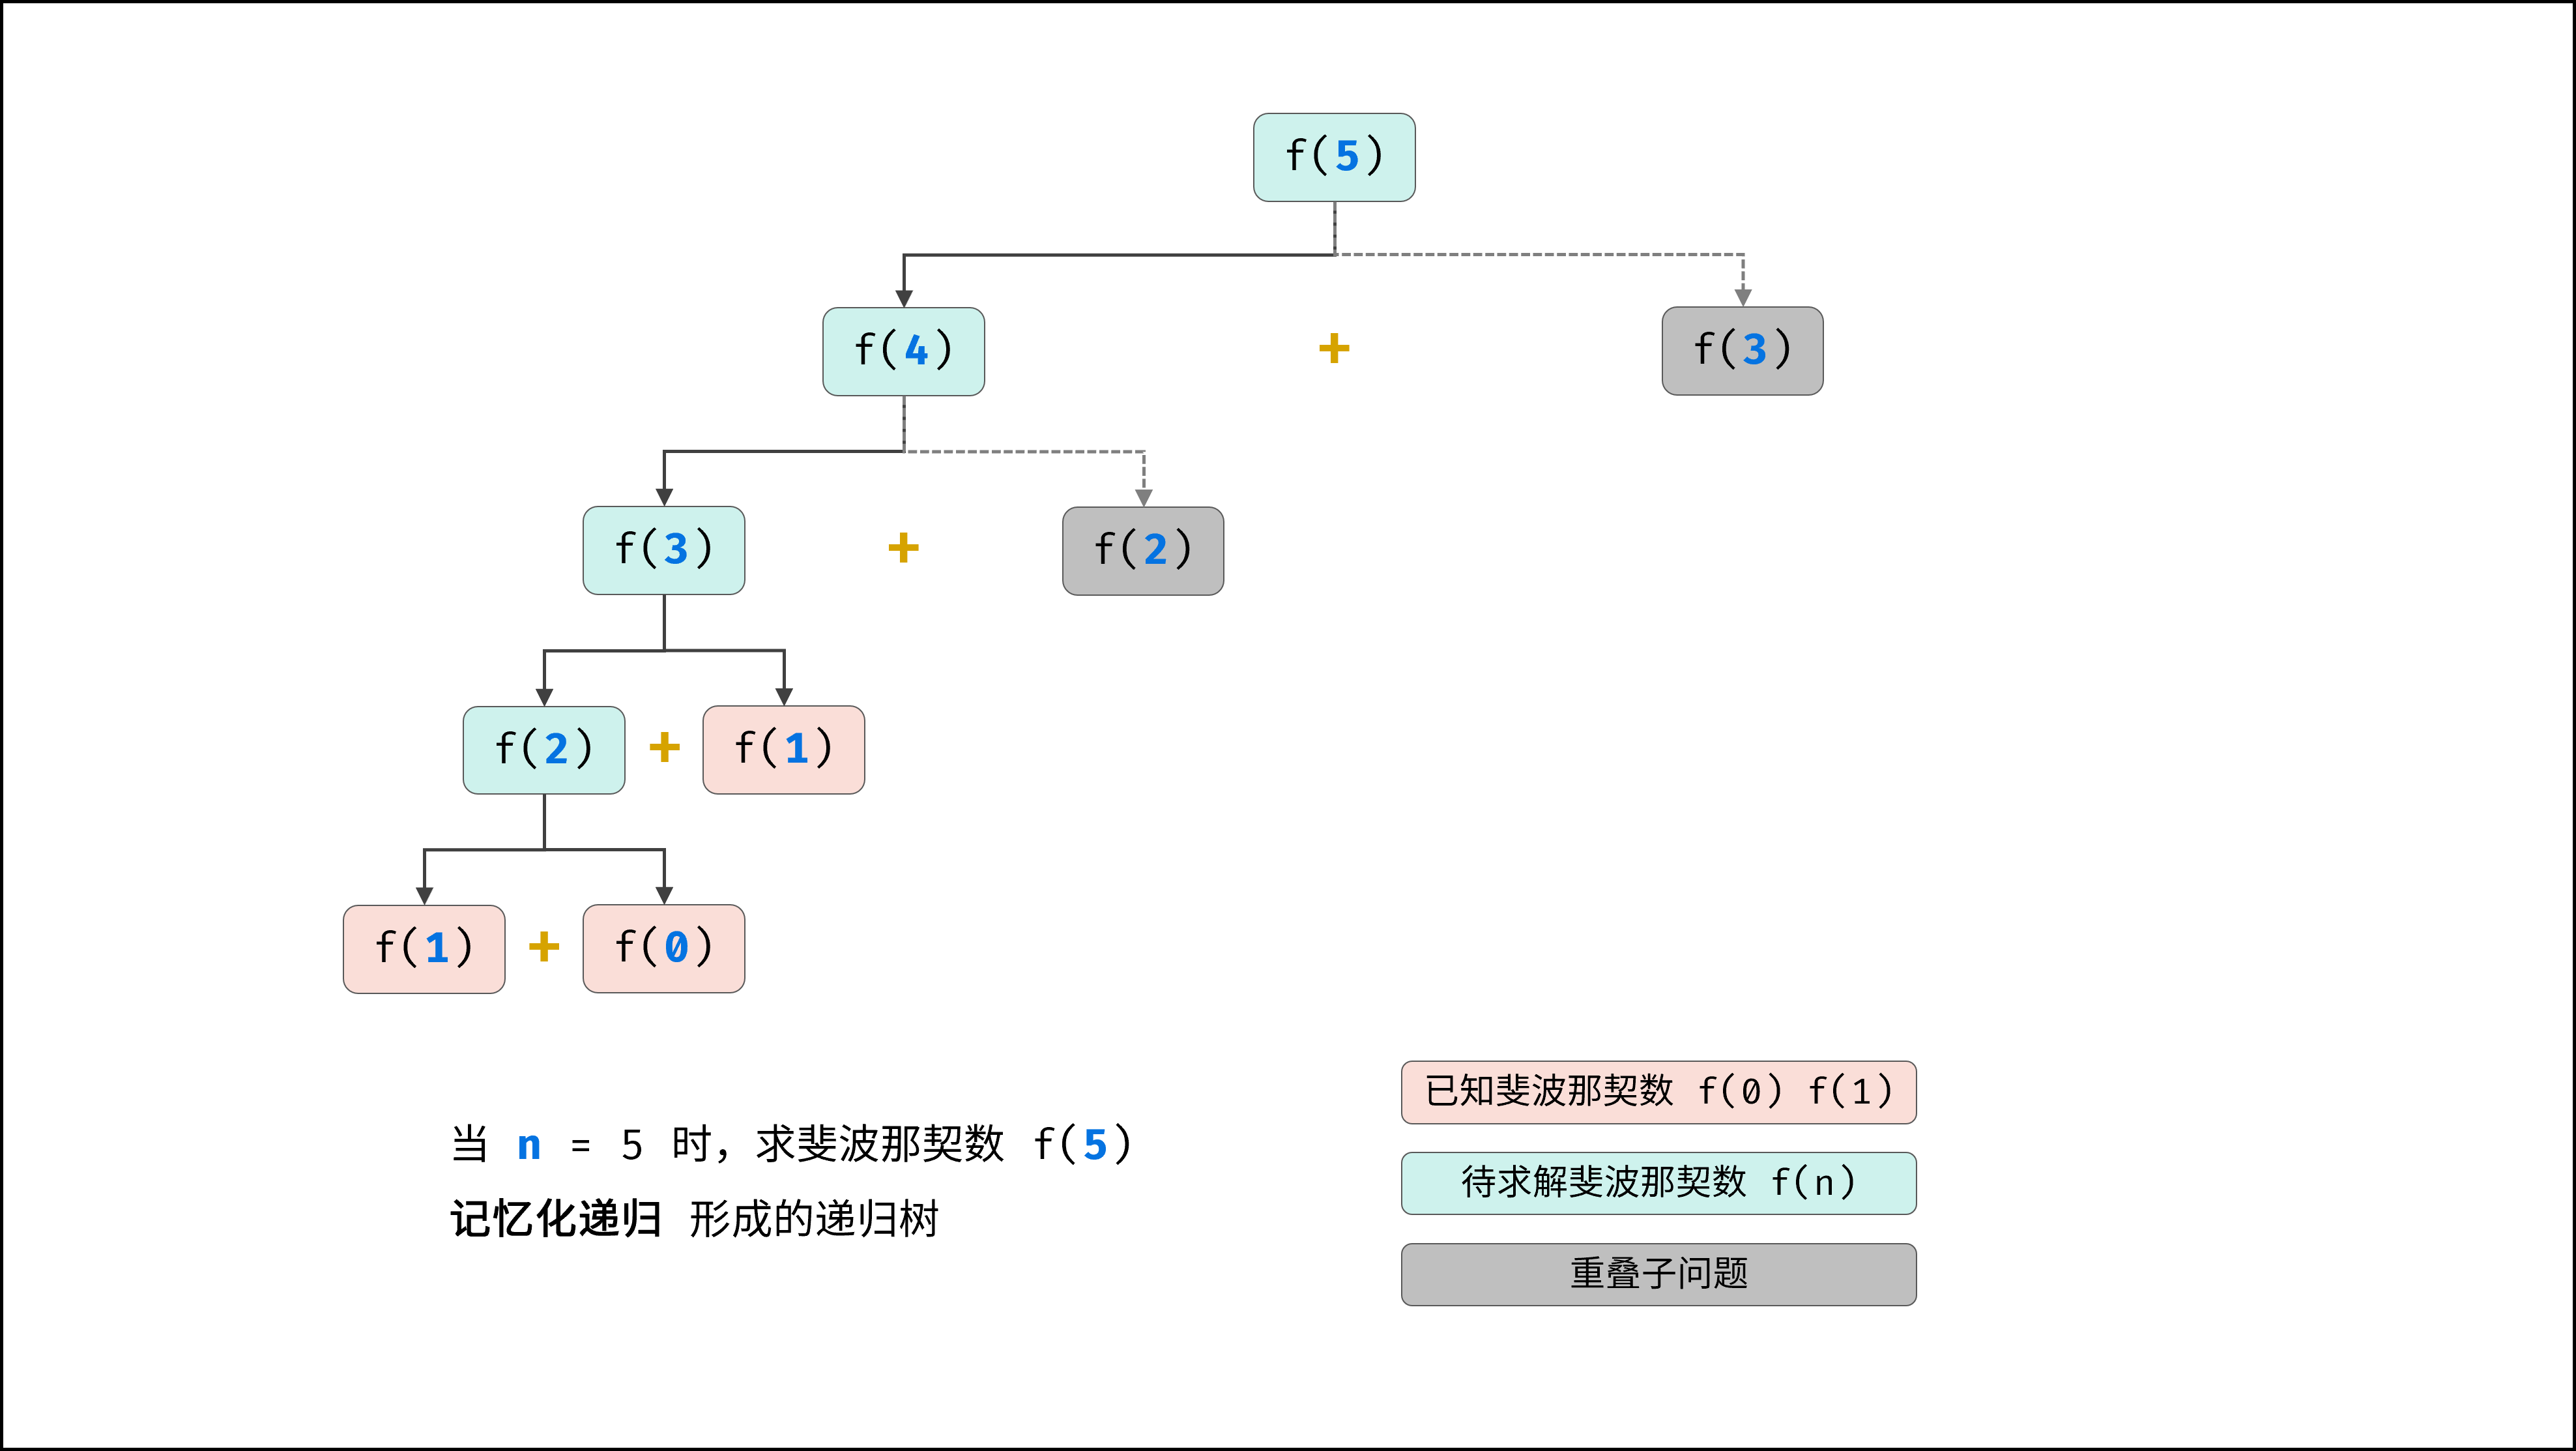 f(5)
f(4) + f(3)
f(3) + f(2)
f(2) + f(1)
f(1) + f(0)
当 n = 5 时，求斐波那契数 f(5)
记忆化递归 形成的递归树
已知斐波那契数 f(0) f(1)
待求解斐波那契数 f(n)
重叠子问题